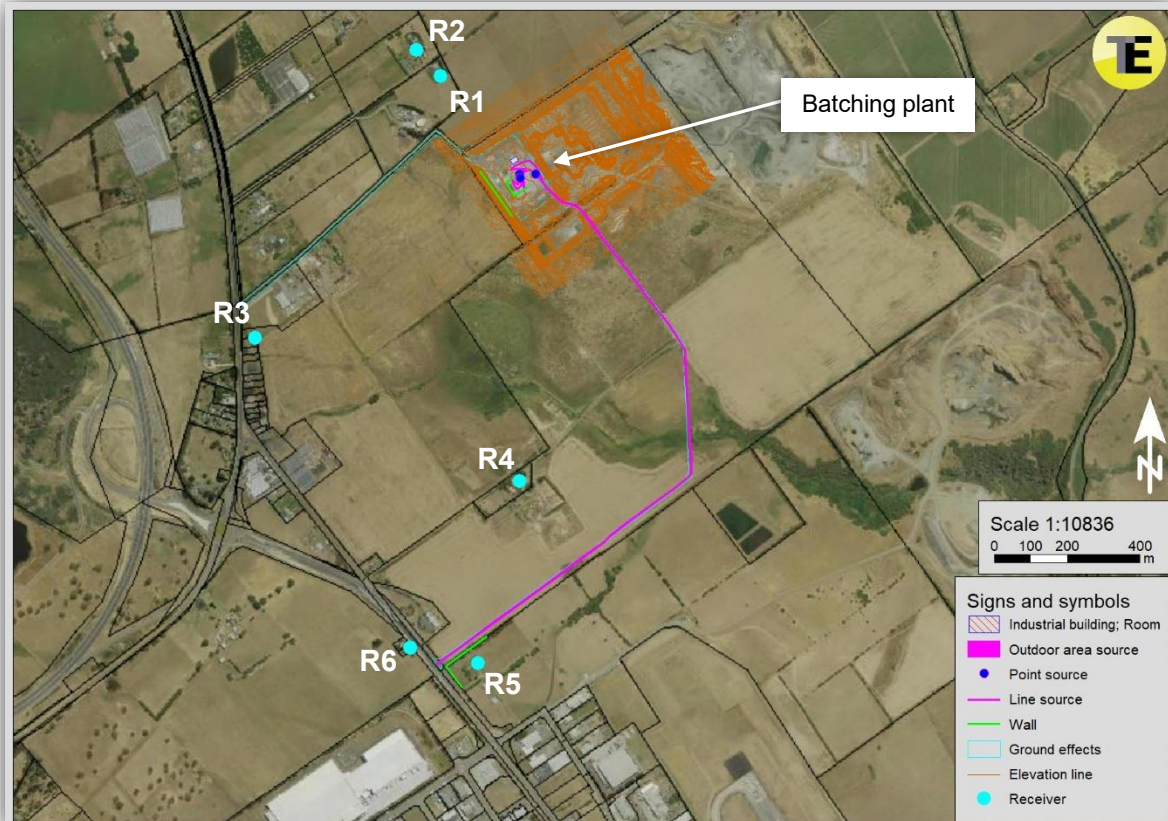 R2
TE
R1
Batching plant
R3
R4
N
Scale 1:10836
0 100 200 400
m
R6
R5
Signs and symbols
Industrial building; Room
Outdoor area source
Point source
Line source
Wall
Ground effects
Elevation line
Receiver